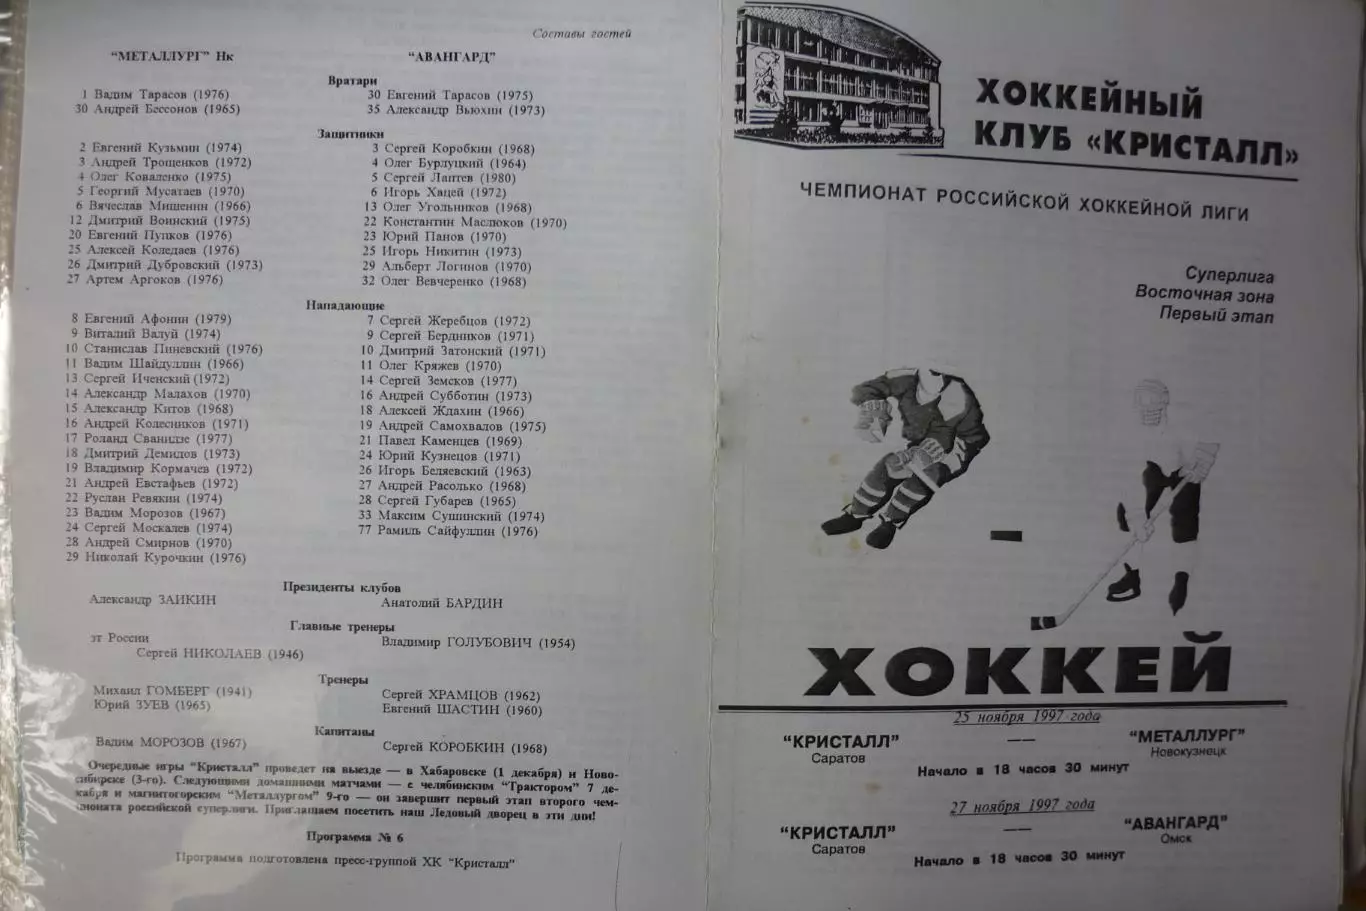 Составы гостей
"МЕТАЛЛУРГ" Нк
"АВАНГАРД"
Вратари
1 Вадим Тарасов (1976)
30 Андрей Бессонов (1965)
30 Евгений Тарасов (1975)
35 Александр Вьюхин (1973)
Защитники
2 Евгений Кузьмин (1974)
3 Андрей Трощенков (1972)
4 Олег Коваленко (1975)
5 Георгий Мусатаев (1970)
6 Вячеслав Мишенин (1966)
12 Дмитрий Воинский (1975)
20 Евгений Пупков (1976)
25 Алексей Коледаев (1976)
26 Дмитрий Дубровский (1973)
27 Артем Аргоков (1976)
3 Сергей Коробкин (1968)
4 Олег Бурлуцкий (1964)
5 Сергей Лаптев (1980)
6 Игорь Хацей (1972)
13 Олег Угольников (1968)
22 Константин Маслюков (1970)
23 Юрий Панов (1970)
25 Игорь Никитин (1973)
29 Альберт Логинов (1970)
32 Олег Вевчеренко (1968)
Нападающие
8 Евгений Афонин (1979)
9 Виталий Валуй (1974)
10 Станислав Пиневский (1976)
11 Вадим Шайдуллин (1966)
13 Сергей Иченский (1972)
14 Александр Малахов (1970)
15 Александр Китов (1968)
16 Андрей Колесников (1971)
17 Роланд Сванидзе (1977)
18 Дмитрий Демидов (1973)
19 Владимир Кормачев (1972)
21 Андрей Евстафьев (1972)
22 Руслан Ревякин (1974)
23 Вадим Морозов (1967)
24 Сергей Москалев (1974)
28 Андрей Смирнов (1970)
29 Николай Курочкин (1976)
7 Сергей Жеребцов (1972)
9 Сергей Бердников (1971)
10 Дмитрий Затонский (1971)
11 Олег Кряжев (1970)
14 Сергей Земсков (1977)
16 Андрей Субботин (1973)
18 Алексей Ждахин (1966)
19 Андрей Самохвалов (1975)
21 Павел Каменцев (1969)
24 Юрий Кузнецов (1971)
26 Игорь Беляевский (1963)
27 Андрей Расолько (1968)
28 Сергей Губарев (1965)
33 Максим Сушинский (1974)
77 Рамиль Сайфуллин (1976)
Президенты клубов
Александр ЗАИКИН
Анатолий БАРДИН
Главные тренеры
эт России
Сергей НИКОЛАЕВ (1946)
Владимир ГОЛУБОВИЧ (1954)
Тренеры
Михаил ГОМБЕРГ (1941)
Юрий ЗУЕВ (1965)
Сергей ХРАМЦОВ (1962)
Евгений ШАСТИН (1960)
Капитаны
Вадим МОРОЗОВ (1967)
Сергей КОРОБКИН (1968)
Очередные игры "Кристалл" проведет на выезде — в Хабаровске (1 декабря) и Ново-
сибирске (3-го). Следующими домашними матчами — с челябинским "Трактором" 7 де-
кабря и магнитогорским "Металлургом" 9-го — он завершит первый этап второго чем-
пионата российской суперлиги. Приглашаем посетить наш Ледовый дворец в эти дни!
Программа № 6
Программа подготовлена пресс-группой ХК "Кристалл"
ХОККЕЙНЫЙ
КЛУБ «КРИСТАЛЛ»
ЧЕМПИОНАТ РОССИЙСКОЙ ХОККЕЙНОЙ ЛИГИ
Суперлига
Восточная зона
Первый этап
ХОККЕЙ
25 ноября 1997 года
"КРИСТАЛЛ" — "МЕТАЛЛУРГ"
Саратов Новокузнецк
Начало в 18 часов 30 минут
27 ноября 1997 года
"КРИСТАЛЛ" — "АВАНГАРД"
Саратов Омск
Начало в 18 часов 30 минут